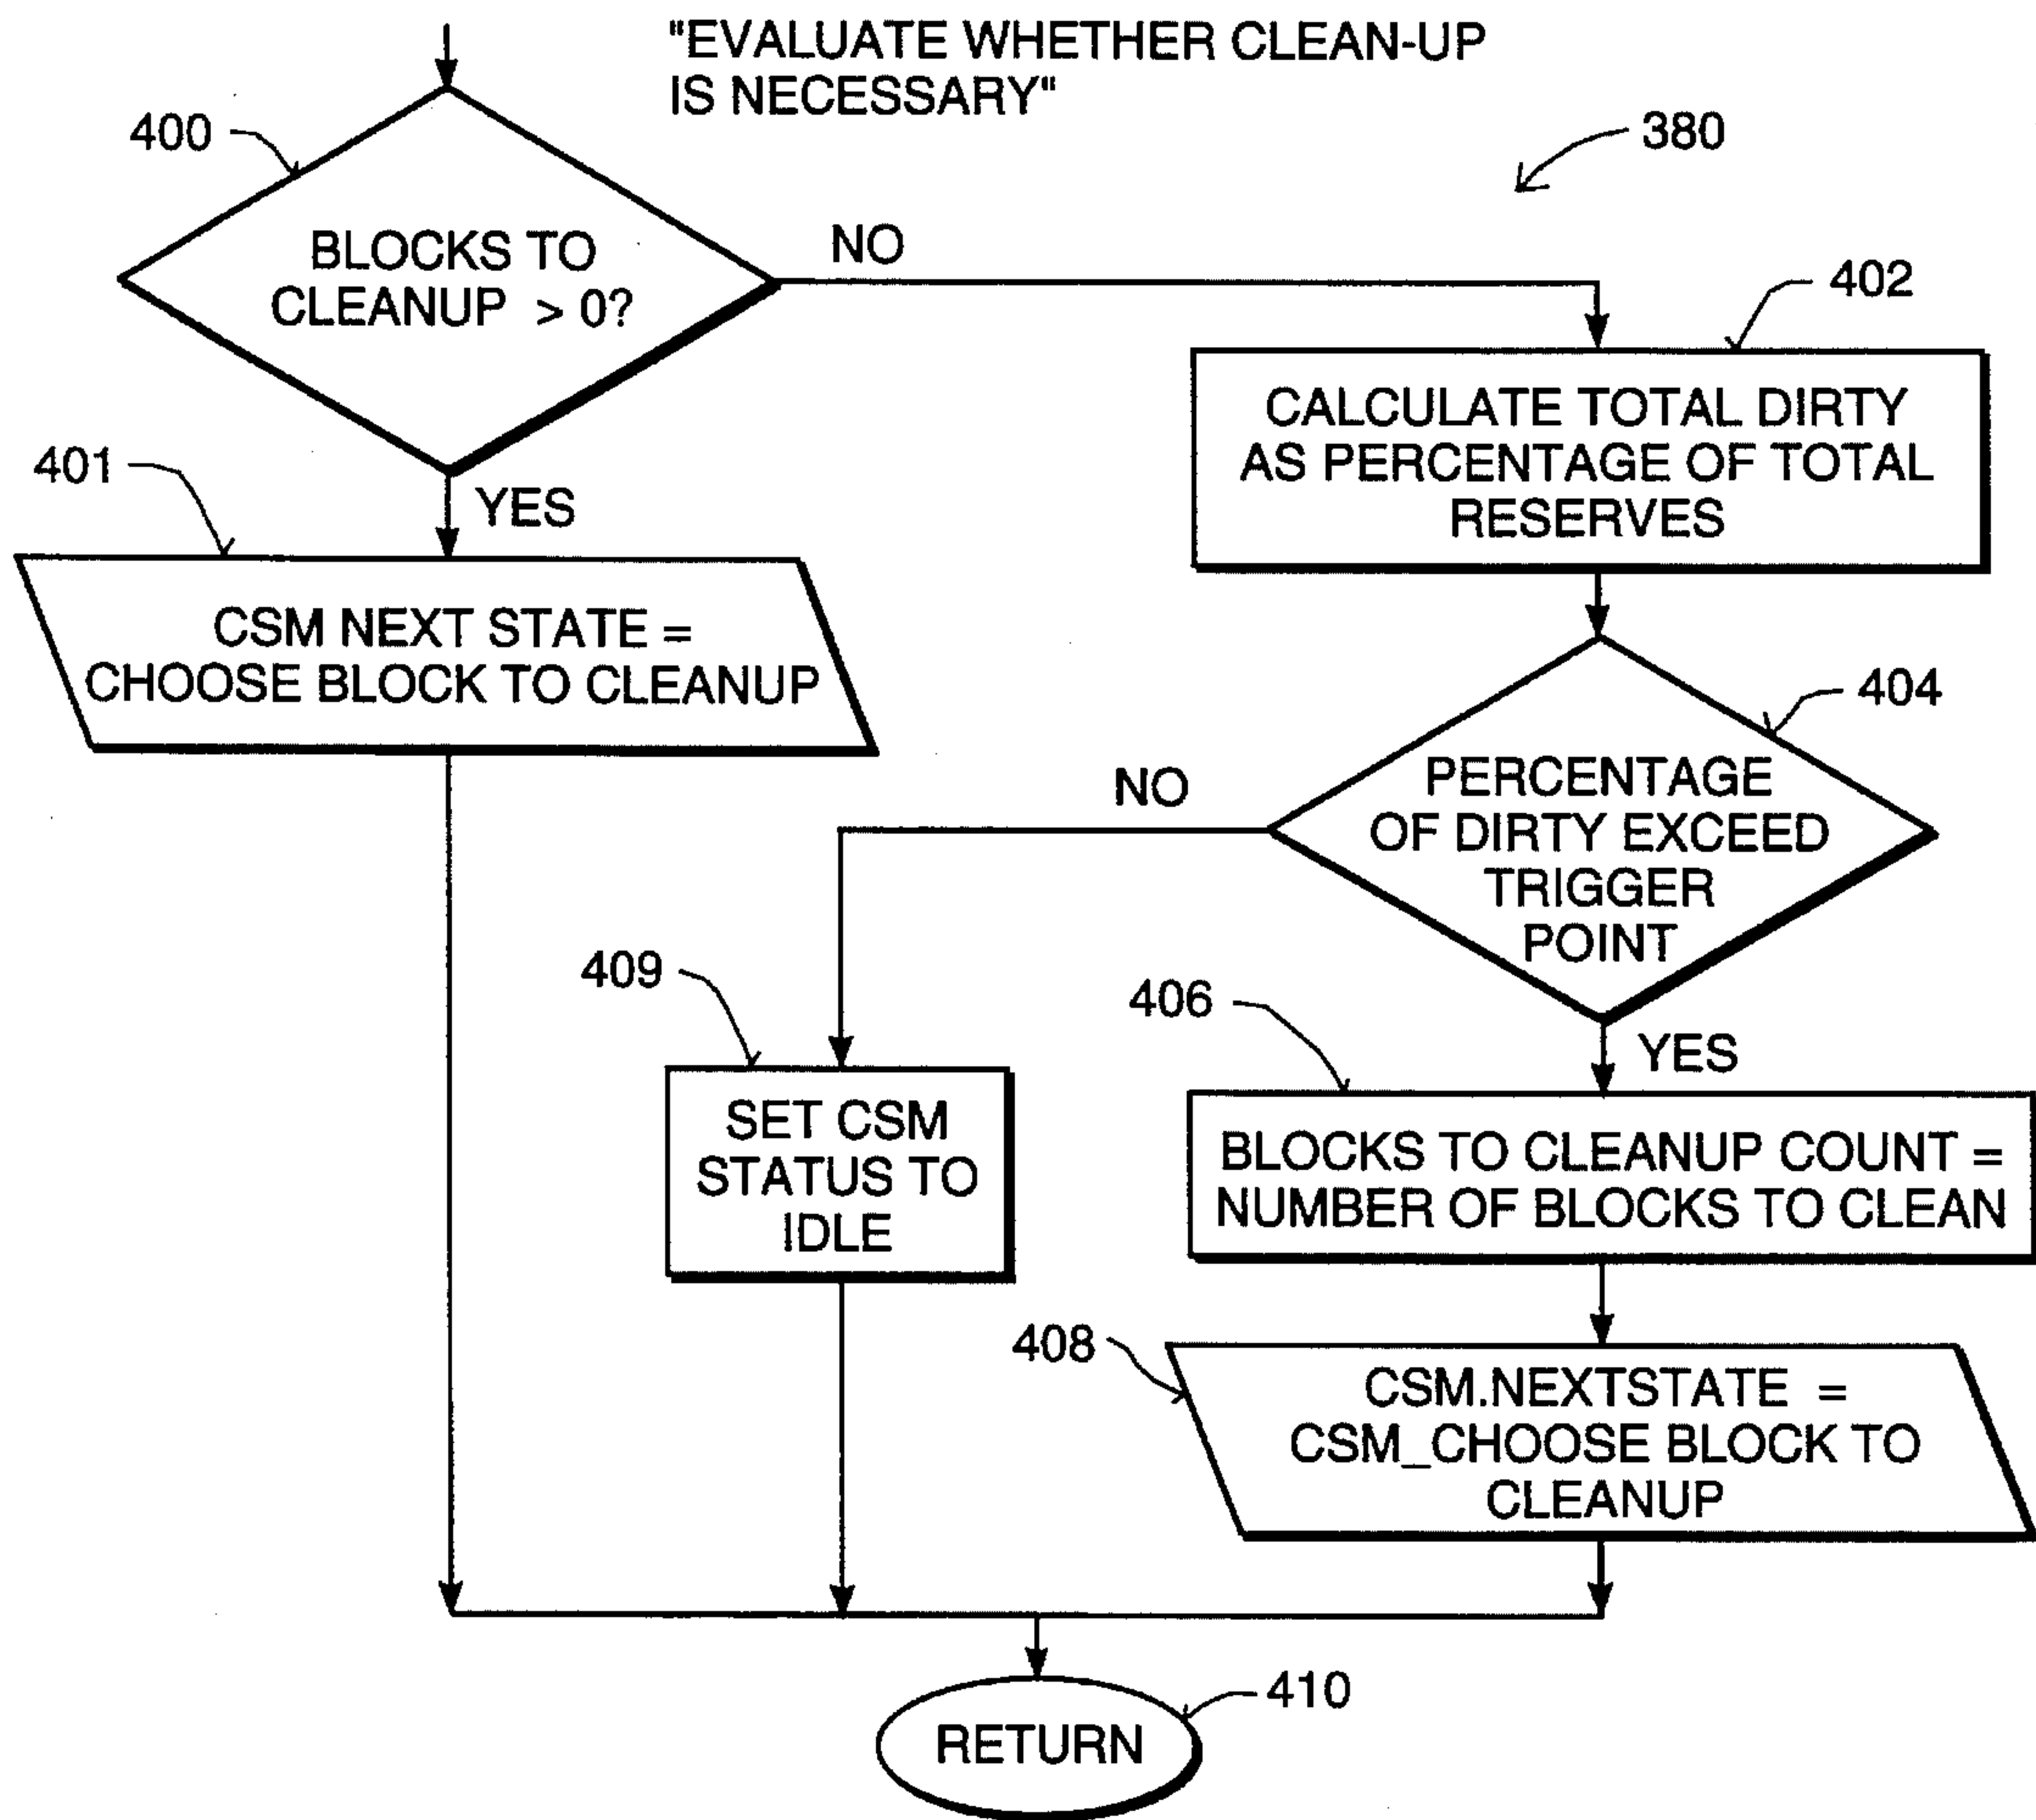 "EVALUATE WHETHER CLEAN-UP
IS NECESSARY"
380
400
BLOCKS TO
CLEANUP > 0?
NO
402
CALCULATE TOTAL DIRTY
AS PERCENTAGE OF TOTAL
RESERVES
401
YES
CSM NEXT STATE =
CHOOSE BLOCK TO CLEANUP
404
PERCENTAGE
OF DIRTY EXCEED
TRIGGER
POINT
NO
409
SET CSM
STATUS TO
IDLE
406
YES
BLOCKS TO CLEANUP COUNT =
NUMBER OF BLOCKS TO CLEAN
408
CSM.NEXTSTATE =
CSM_CHOOSE BLOCK TO
CLEANUP
410
RETURN